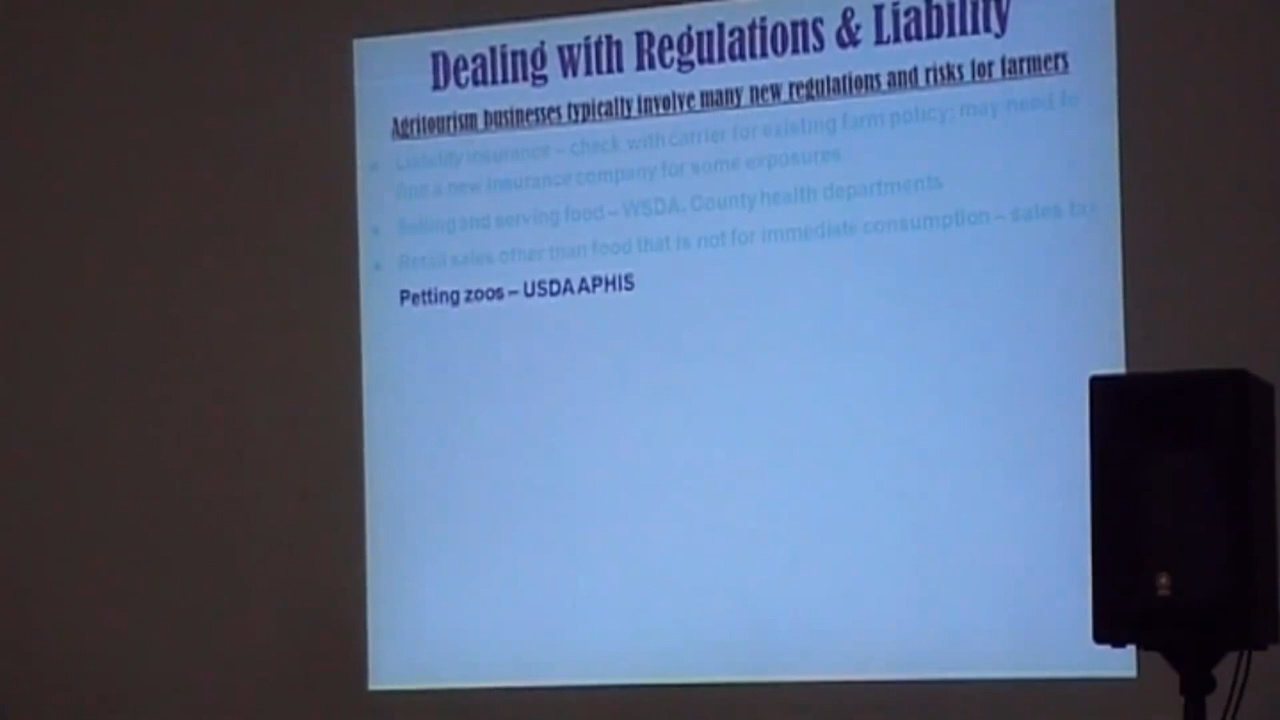 Dealing with Regulations & Liability
Agritourism businesses typically involve many new regulations and risks for farmers
Liability insurance – check with carrier for existing farm policy; may need to
find a new insurance company for some exposures
Selling and serving food – WSDA, County health departments
Retail sales other than food that is not for immediate consumption – sales tax
Petting zoos – USDA APHIS